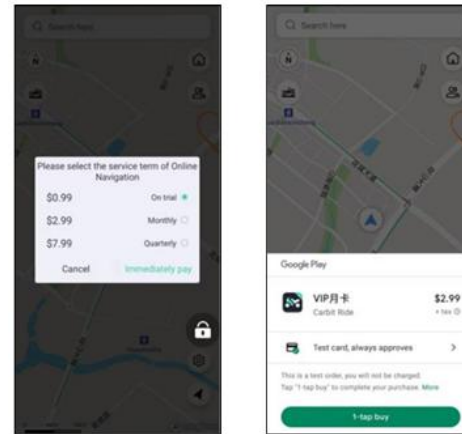 Search here
N
Please select the service term of Online
Navigation
$0.99 On trial
$2.99 Monthly
$7.99 Quarterly
Cancel Immediately pay
Search here
N
Google Play
VIP月卡 $2.99
Carbit Ride + tax
Test card, always approves
This is a test order, you will not be charged.
Tap "1-tap buy" to complete your purchase. More
1-tap buy